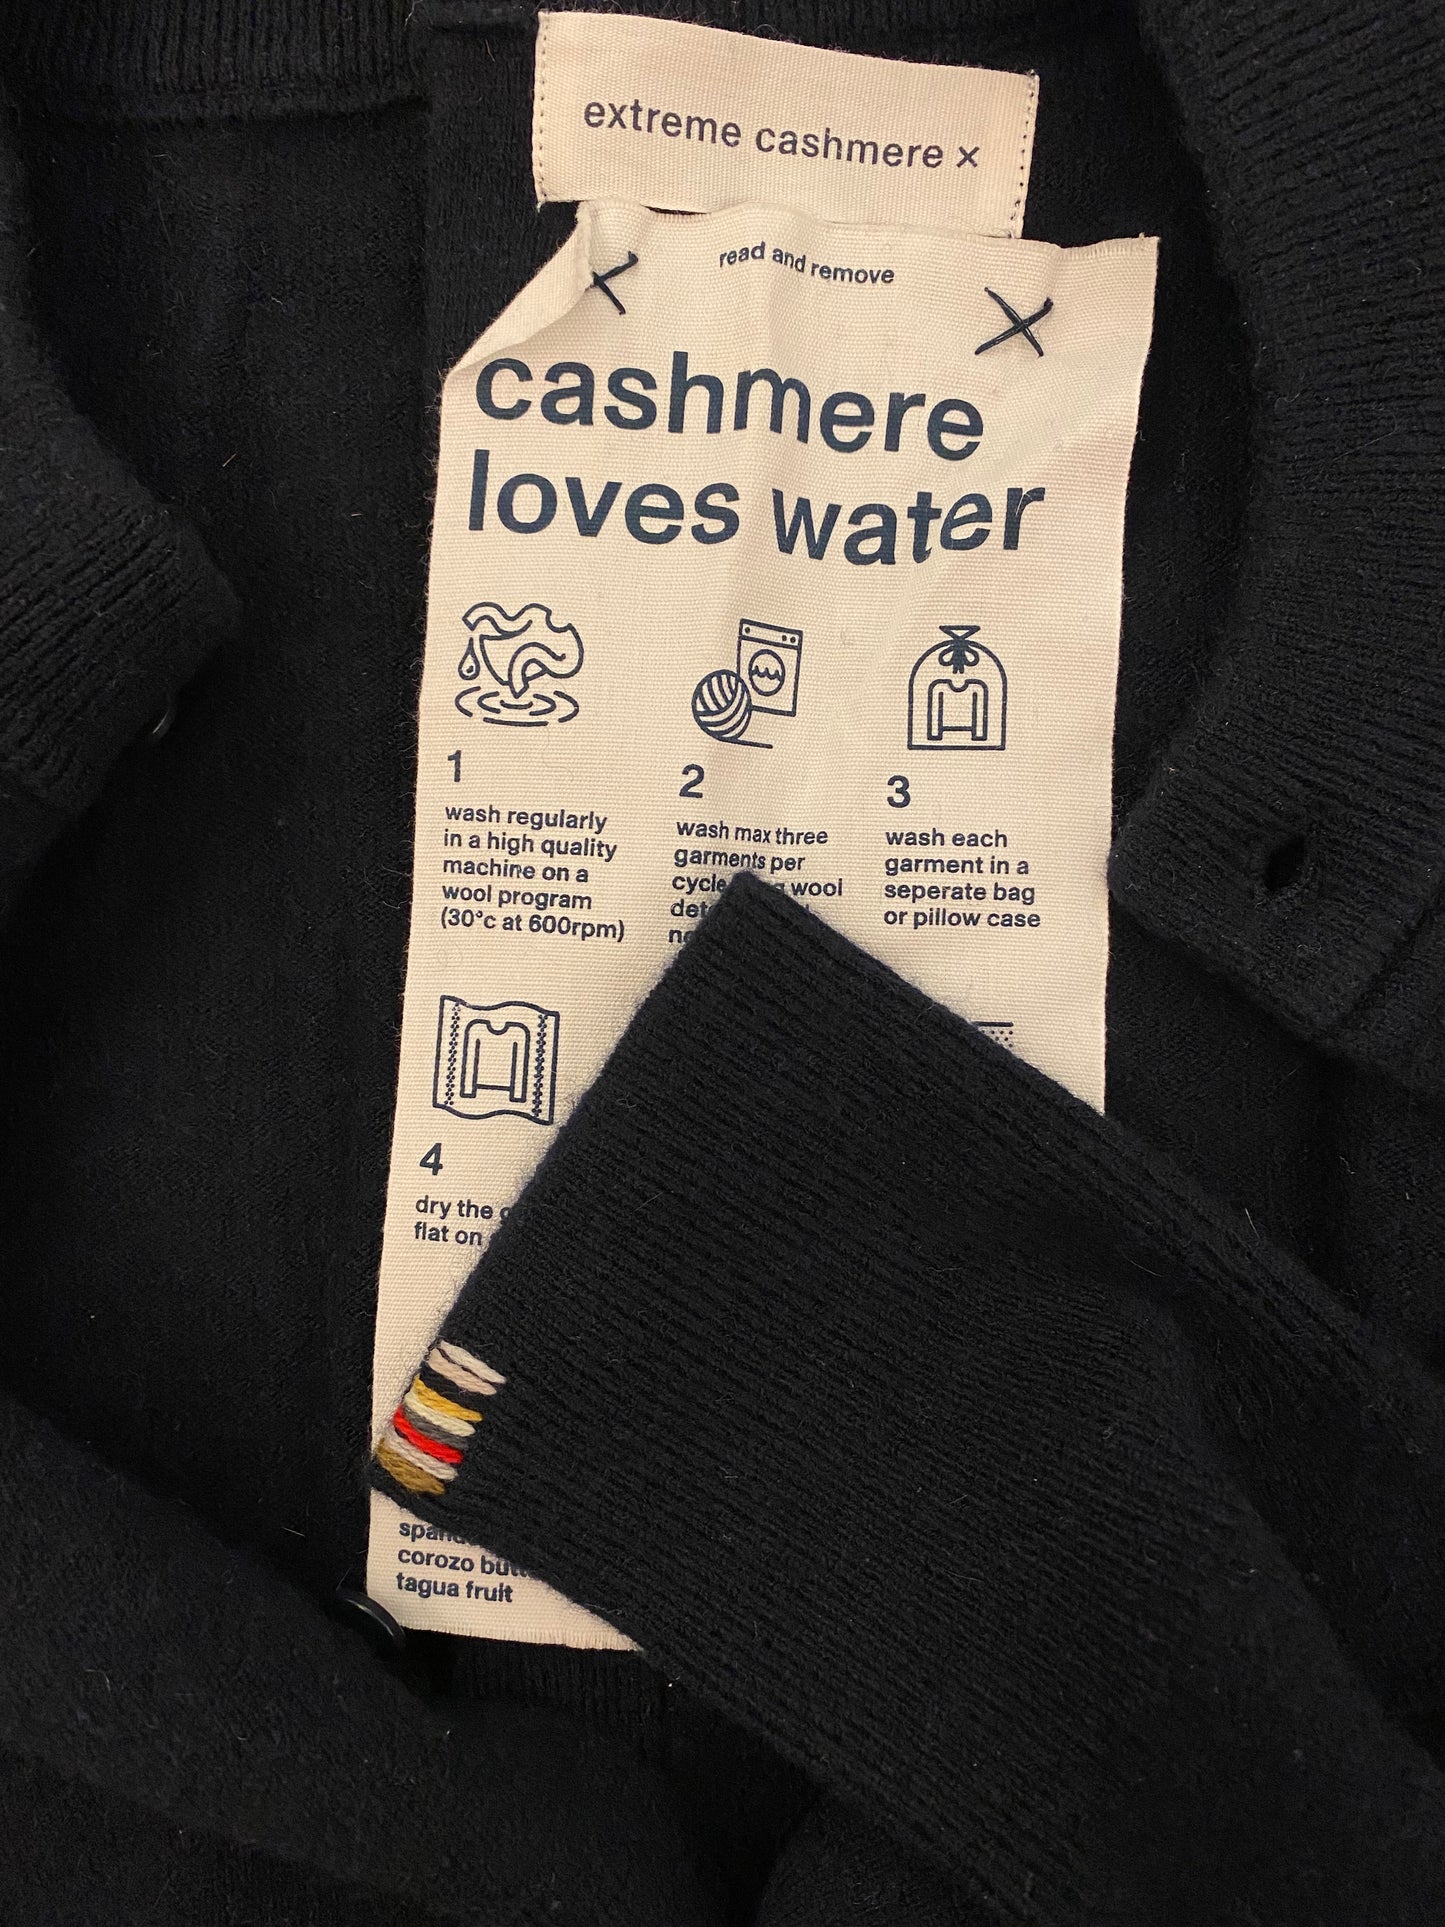 extreme cashmere ×
read and remove
cashmere
loves water
1
wash regularly
in a high quality
machine on a
wool program
(30°c at 600rpm)
2
wash max three
garments per
cycle wool
3
wash each
garment in a
seperate bag
or pillow case
4
dry the
flat on
corozo
tagua fruit